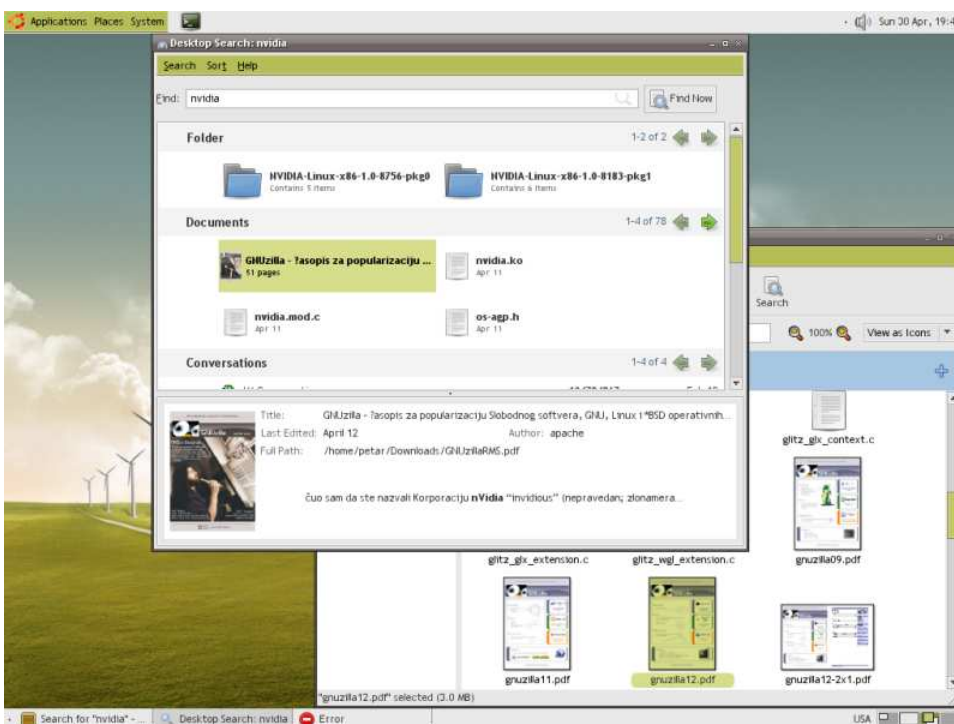 Applications Places System
Sun 30 Apr, 19:4
Desktop Search: nvidia
Search Sort Help
Find: nvidia
Find Now
Folder
1-2 of 2
NVIDIA-Linux-x86-1.0-8756-pkg0
Contains 5 Items
NVIDIA-Linux-x86-1.0-8183-pkg1
Contains 6 Items
Documents
1-4 of 78
GNUzilla - ?asopis za popularizaciju ...
51 pages
nvidia.ko
Apr 11
nvidia.mod.c
Apr 11
os-agp.h
Apr 11
Conversations
1-4 of 4
Title: GNUzilla - ?asopis za popularizaciju Slobodnog softvera, GNU, Linux i *BSD operativnih...
Last Edited: April 12 Author: apache
Full Path: /home/petar/Downloads/GNUzillaRMS.pdf
čuo sam da ste nazvali Korporaciju nVidia "invidious" (nepravedan; zlonamera...
Search
100%
View as Icons
glitz_glx_context.c
glitz_glx_extension.c
glitz_wgl_extension.c
gnuzilla09.pdf
gnuzilla11.pdf
gnuzilla12.pdf
gnuzilla12-2x1.pdf
"gnuzilla12.pdf" selected (3.0 MB)
Search for "nvidia" - ...
Desktop Search: nvidia
Error
USA